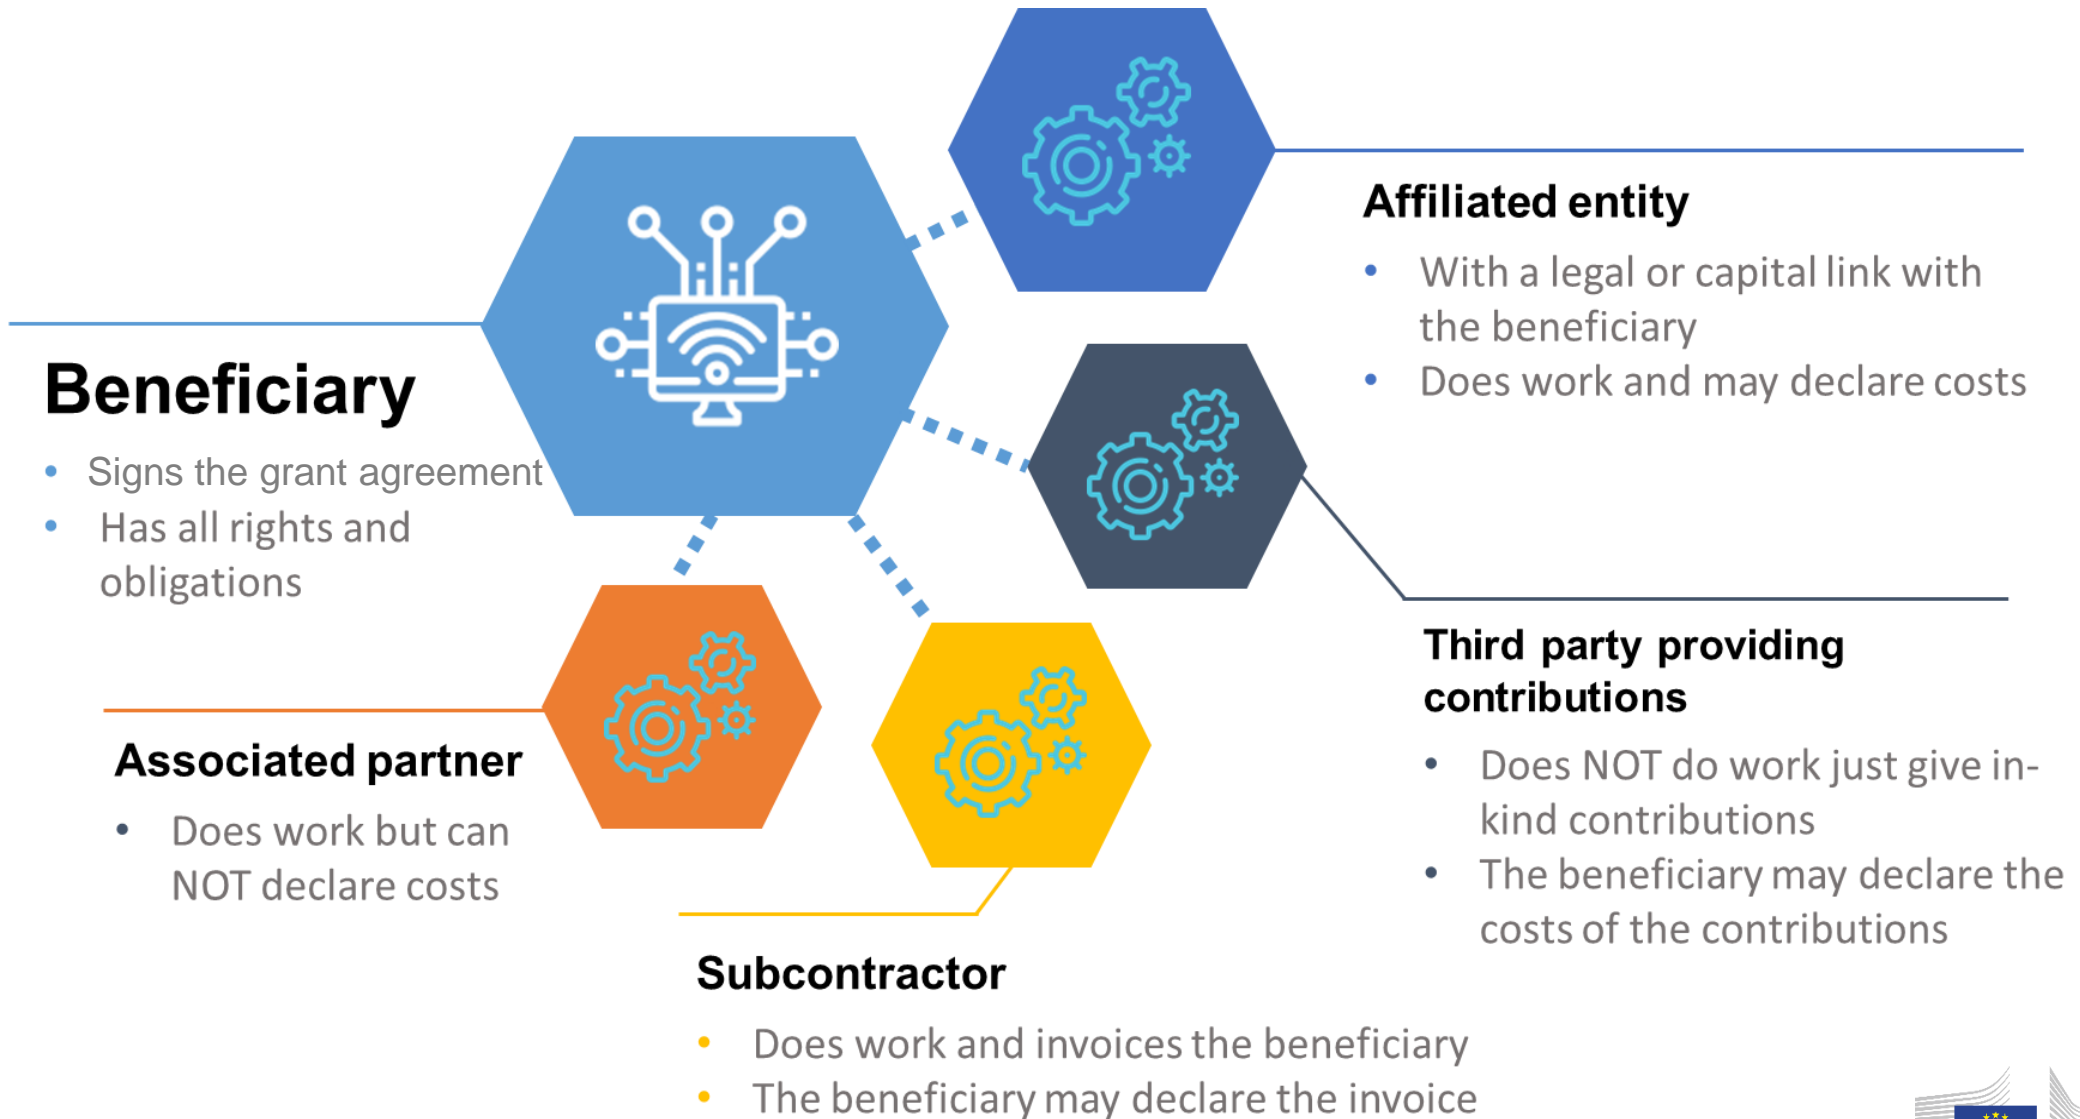 Beneficiary
• Signs the grant agreement
• Has all rights and
obligations
Affiliated entity
• With a legal or capital link with
the beneficiary
• Does work and may declare costs
Third party providing
contributions
• Does NOT do work just give in-
kind contributions
• The beneficiary may declare the
costs of the contributions
Associated partner
• Does work but can
NOT declare costs
Subcontractor
• Does work and invoices the beneficiary
• The beneficiary may declare the invoice